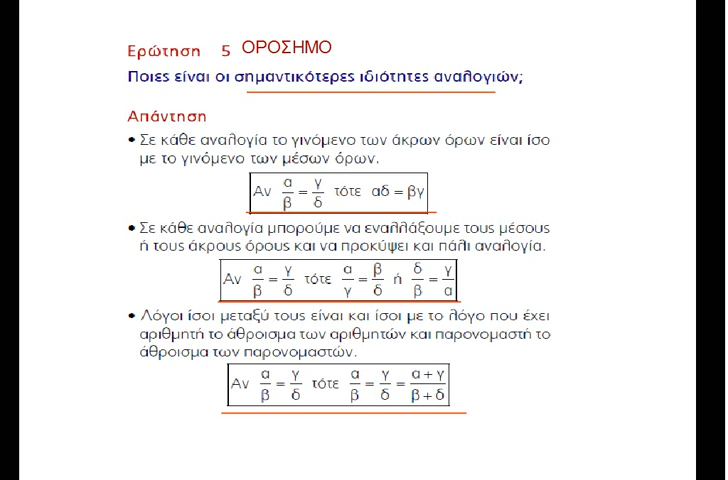 Ερώτηση 5 ΟΡΟΣΗΜΟ
Ποιες είναι οι σημαντικότερες ιδιότητες αναλογιών;
Απάντηση
• Σε κάθε αναλογία το γινόμενο των άκρων όρων είναι ίσο
με το γινόμενο των μέσων όρων.
Αν α/β = γ/δ τότε αδ = βγ
• Σε κάθε αναλογία μπορούμε να εναλλάξουμε τους μέσους
ή τους άκρους όρους και να προκύψει και πάλι αναλογία.
Αν α/β = γ/δ τότε α/γ = β/δ ή δ/β = γ/α
• Λόγοι ίσοι μεταξύ τους είναι και ίσοι με το λόγο που έχει
αριθμητή το άθροισμα των αριθμητών και παρονομαστή το
άθροισμα των παρονομαστών.
Αν α/β = γ/δ τότε α/β = γ/δ = α + γ/β + δ